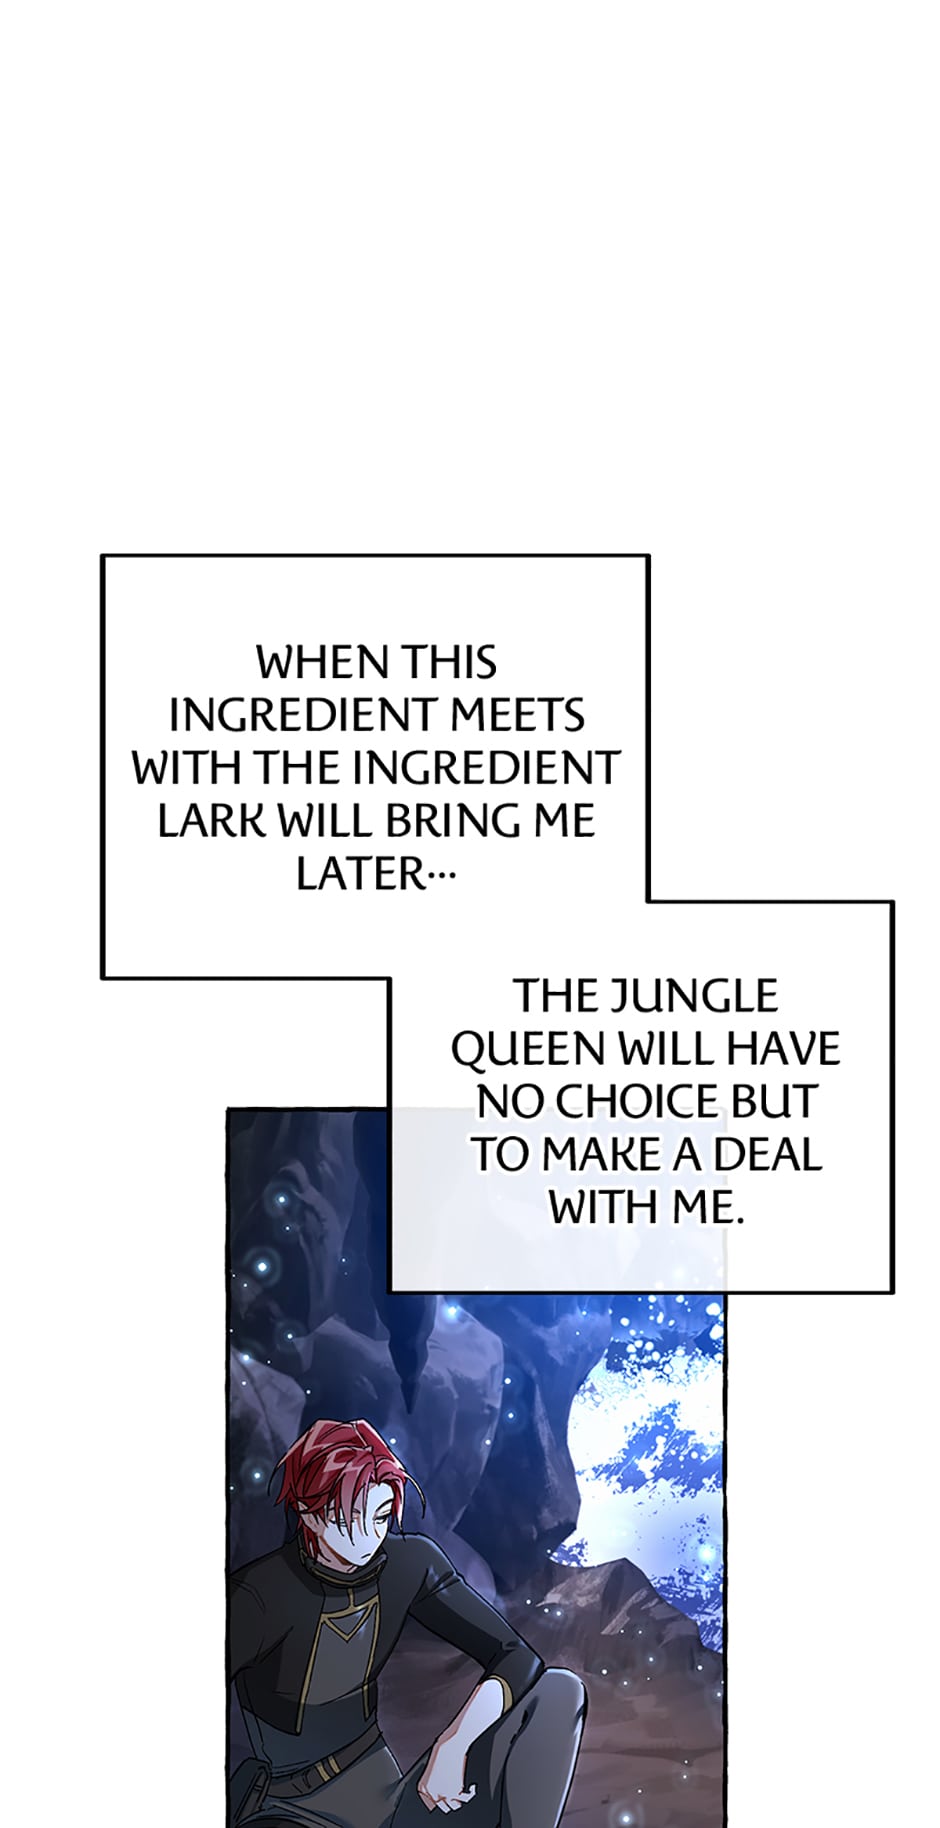 WHEN THIS
INGREDIENT MEETS
WITH THE INGREDIENT
LARK WILL BRING ME
LATER...
THE JUNGLE
QUEEN WILL HAVE
NO CHOICE BUT
TO MAKE A DEAL
WITH ME.